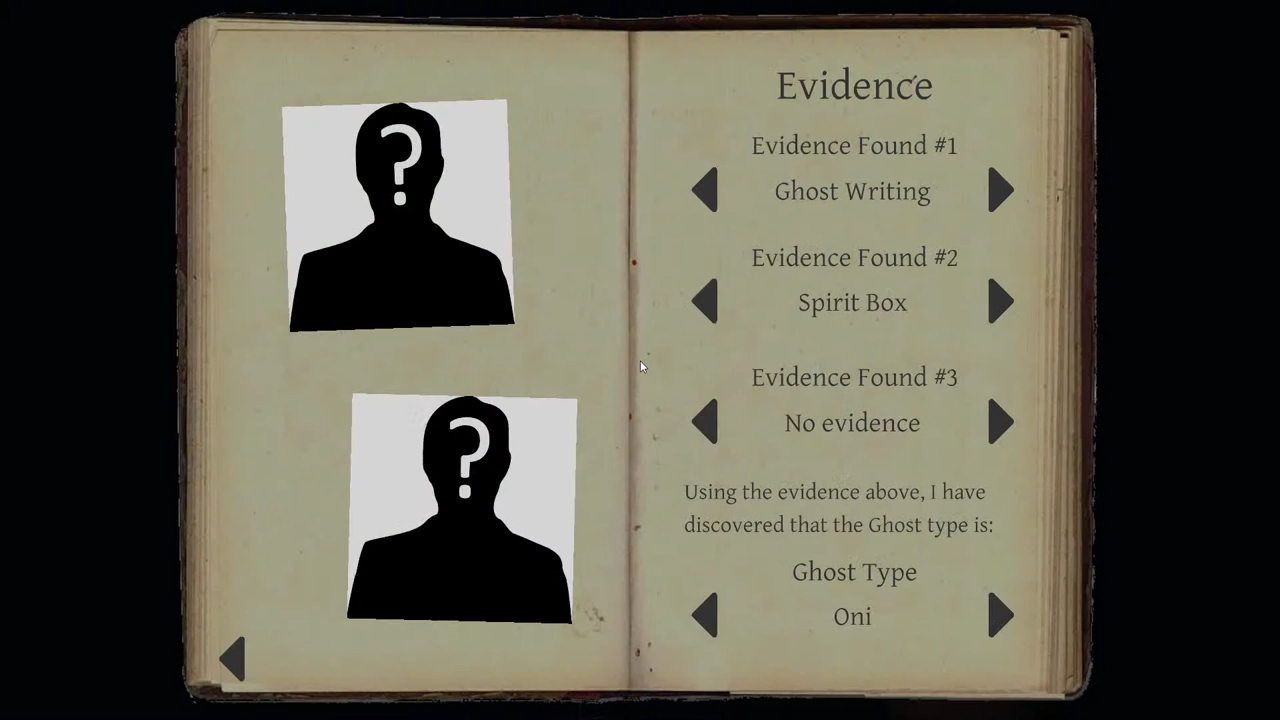 ?
?
Evidence
Evidence Found #1
Ghost Writing
Evidence Found #2
Spirit Box
Evidence Found #3
No evidence
Using the evidence above, I have
discovered that the Ghost type is:
Ghost Type
Oni